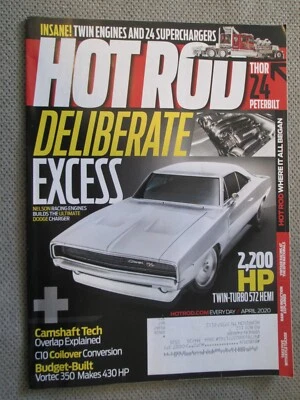 INSANE! TWIN ENGINES AND 24 SUPERCHARGERS
HOT ROD
THOR
24
PETERBILT
DELIBERATE
EXCESS
NELSON RACING ENGINES
BUILDS THE ULTIMATE
DODGE CHARGER
HOT ROD WHERE IT ALL BEGAN
2,200
HP
TWIN-TURBO 572 HEMI
HOTROD.COM EVERY DAY APRIL 2020
Camshaft Tech
Overlap Explained
C10 Coilover Conversion
Budget-Built
Vortec 350 Makes 430 HP